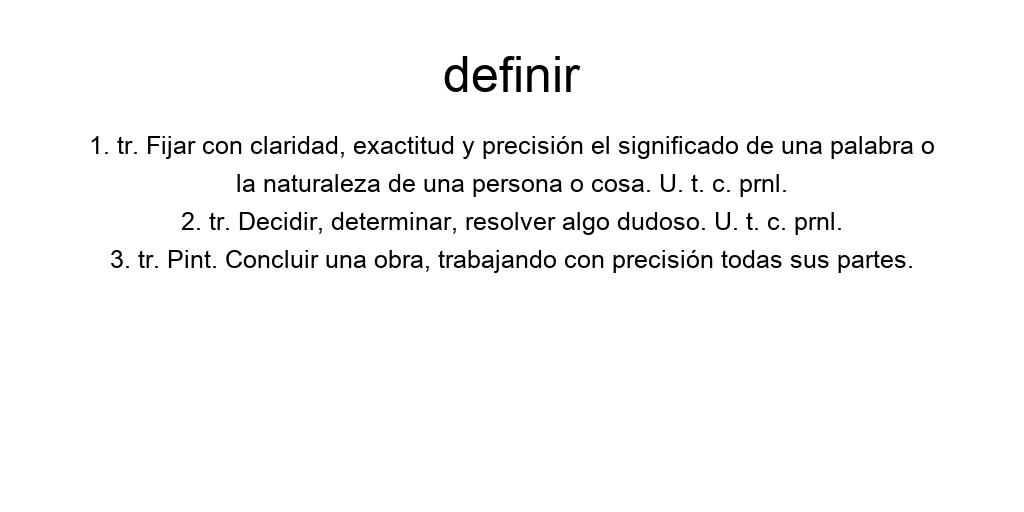 definir
1. tr. Fijar con claridad, exactitud y precisión el significado de una palabra o
la naturaleza de una persona o cosa. U. t. c. prnl.
2. tr. Decidir, determinar, resolver algo dudoso. U. t. c. prnl.
3. tr. Pint. Concluir una obra, trabajando con precisión todas sus partes.